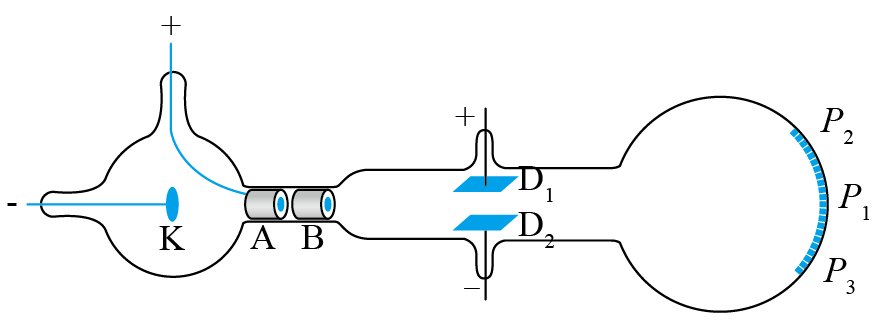 +
+
P₂
D₁
-
P₁
K
A
B
D₂
P₃
−